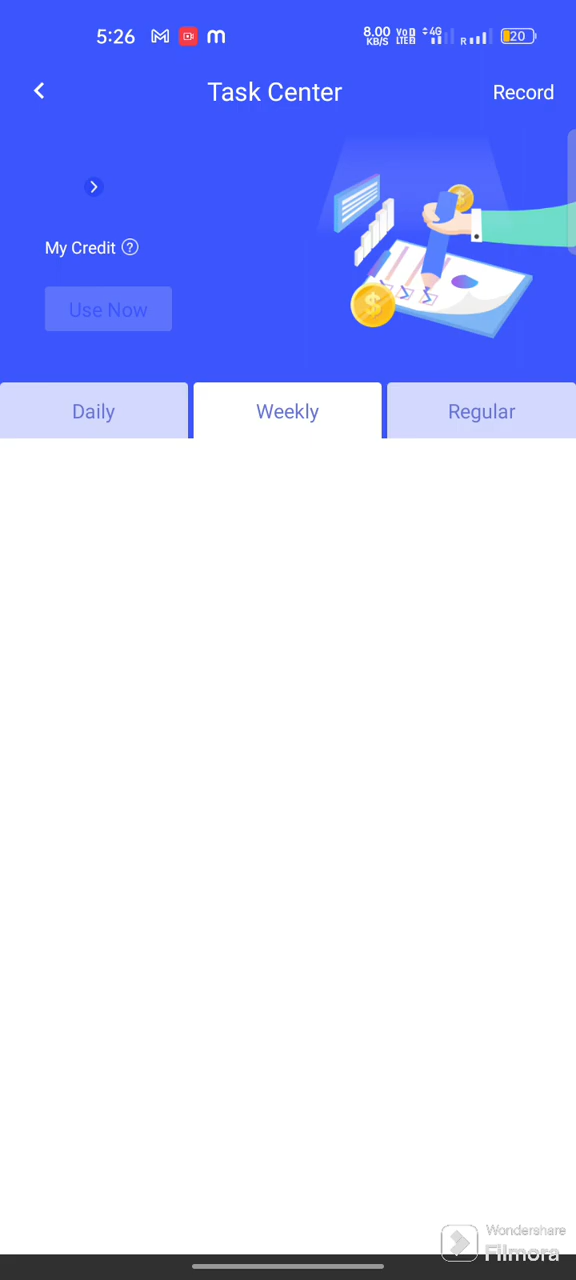 5:26 8.00 KB/S VoD LTE2 4G R 20
Task Center
Record
My Credit ?
Use Now
Daily
Weekly
Regular
Wondershare
Filmora